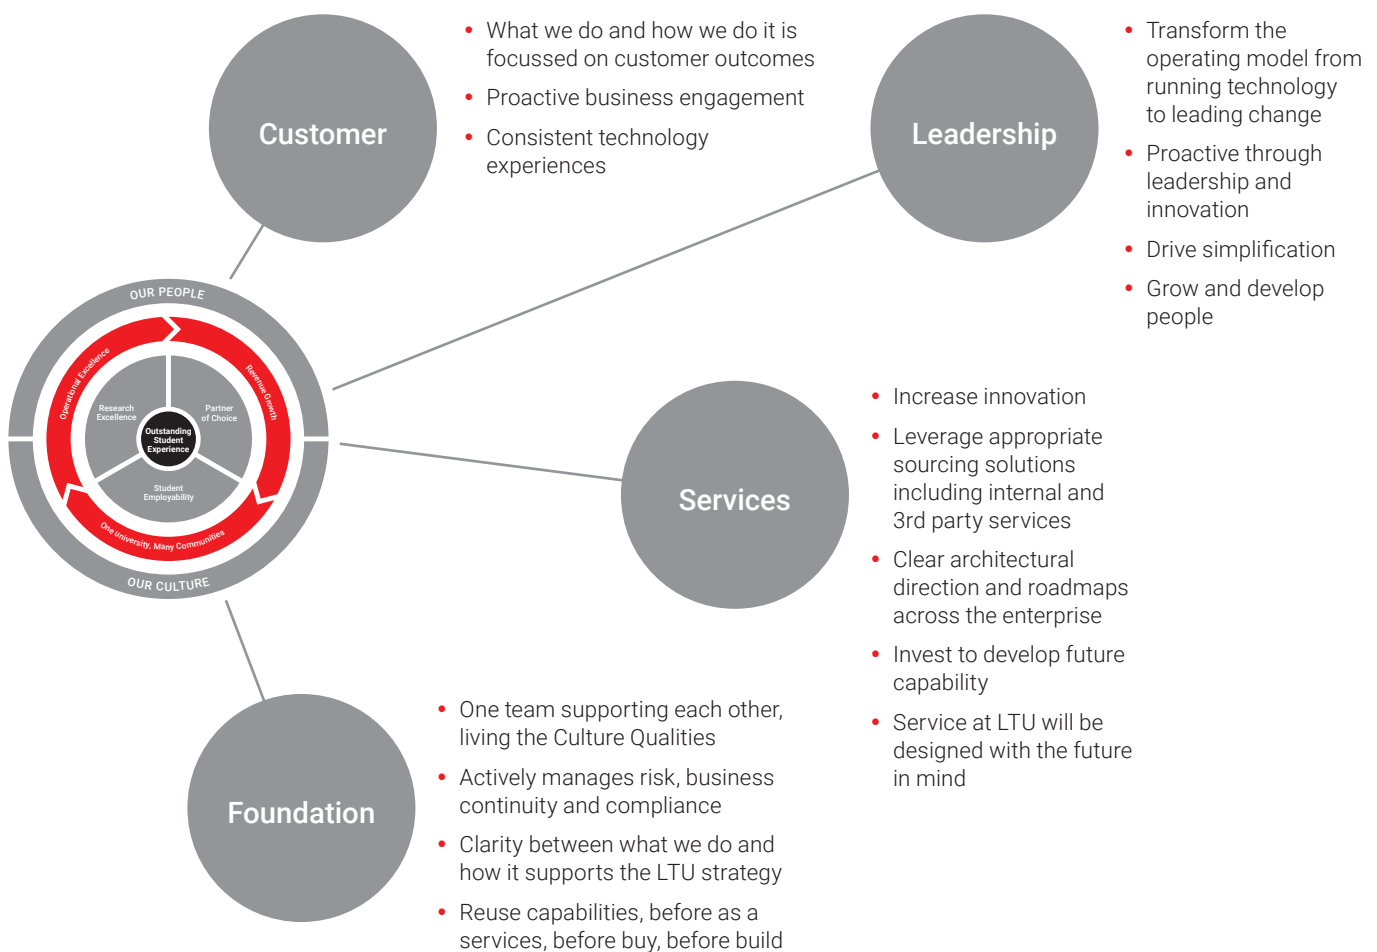 Customer
What we do and how we do it is
focussed on customer outcomes
Proactive business engagement
Consistent technology
experiences
Leadership
Transform the
operating model from
running technology
to leading change
Proactive through
leadership and
innovation
Drive simplification
Grow and develop
people
OUR PEOPLE
Operational Excellence
Revenue Growth
Research
Excellence
Partner
of Choice
Outstanding
Student
Experience
Student
Employability
One university, Many Communities
OUR CULTURE
Services
Increase innovation
Leverage appropriate
sourcing solutions
including internal and
3rd party services
Clear architectural
direction and roadmaps
across the enterprise
Invest to develop future
capability
Service at LTU will be
designed with the future
in mind
Foundation
One team supporting each other,
living the Culture Qualities
Actively manages risk, business
continuity and compliance
Clarity between what we do and
how it supports the LTU strategy
Reuse capabilities, before as a
services, before buy, before build